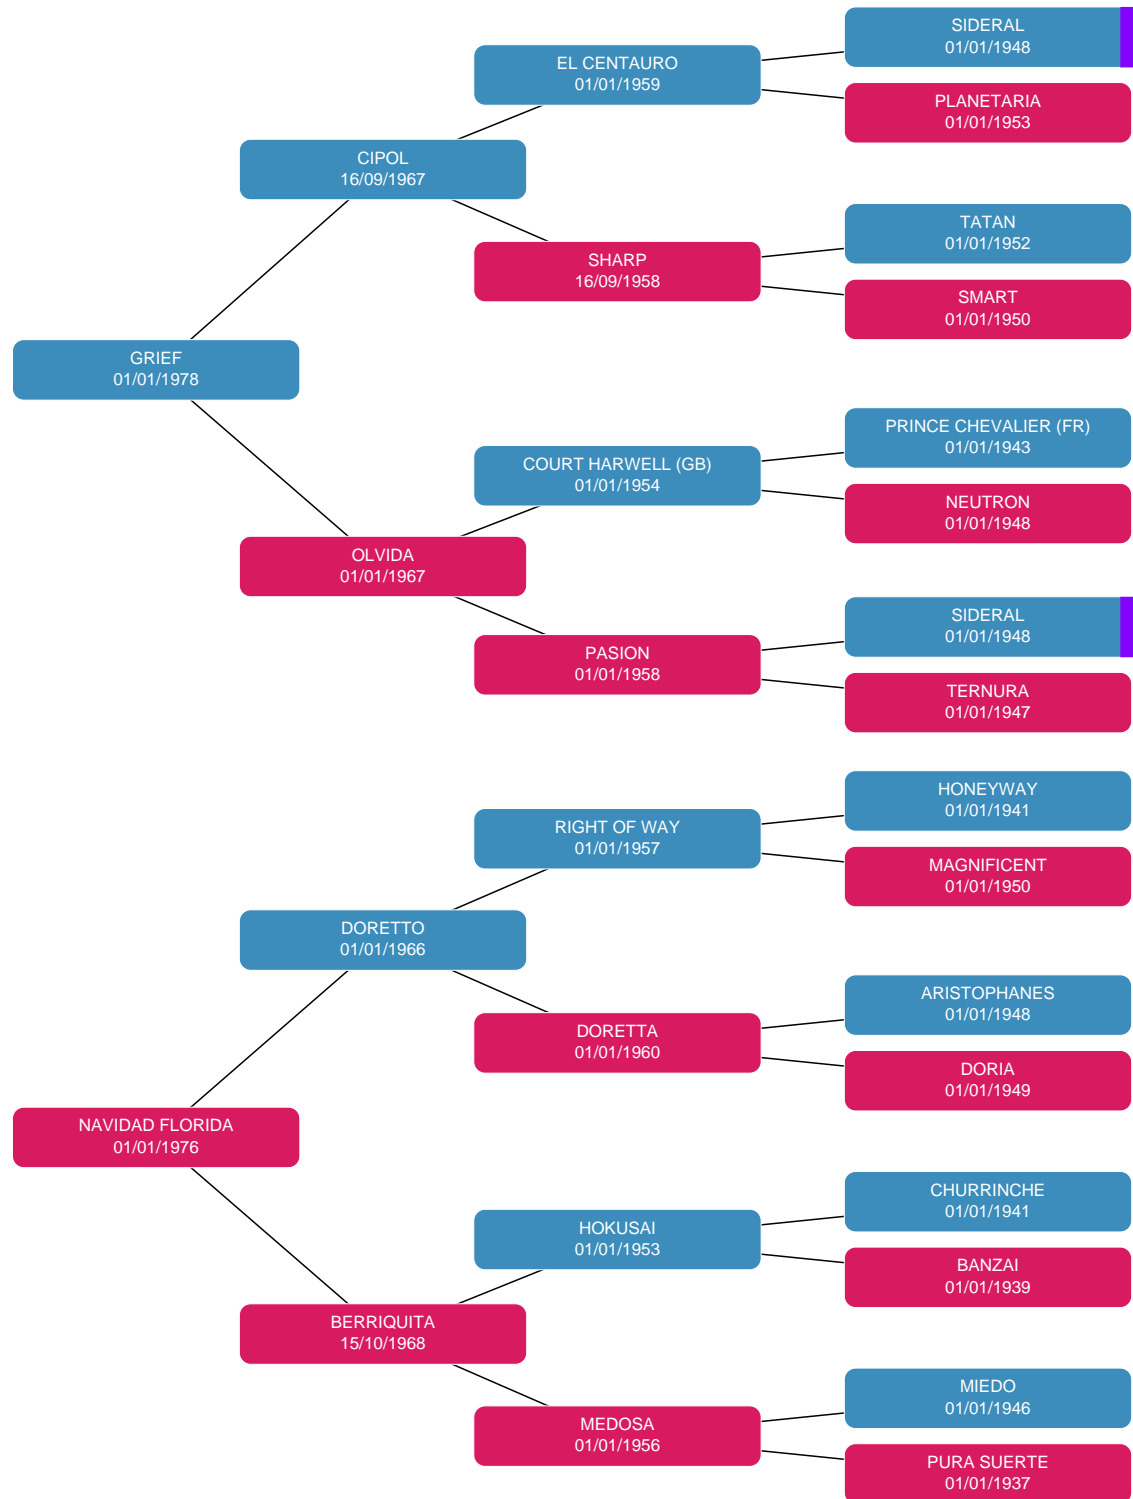 SIDERAL
01/01/1948
EL CENTAURO
01/01/1959
PLANETARIA
01/01/1953
CIPOL
16/09/1967
TATAN
01/01/1952
SHARP
16/09/1958
SMART
01/01/1950
GRIEF
01/01/1978
PRINCE CHEVALIER (FR)
01/01/1943
COURT HARWELL (GB)
01/01/1954
NEUTRON
01/01/1948
OLVIDA
01/01/1967
SIDERAL
01/01/1948
PASION
01/01/1958
TERNURA
01/01/1947
HONEYWAY
01/01/1941
RIGHT OF WAY
01/01/1957
MAGNIFICENT
01/01/1950
DORETTO
01/01/1966
ARISTOPHANES
01/01/1948
DORETTA
01/01/1960
DORIA
01/01/1949
NAVIDAD FLORIDA
01/01/1976
CHURRINCHE
01/01/1941
HOKUSAI
01/01/1953
BANZAI
01/01/1939
BERRIQUITA
15/10/1968
MIEDO
01/01/1946
MEDOSA
01/01/1956
PURA SUERTE
01/01/1937